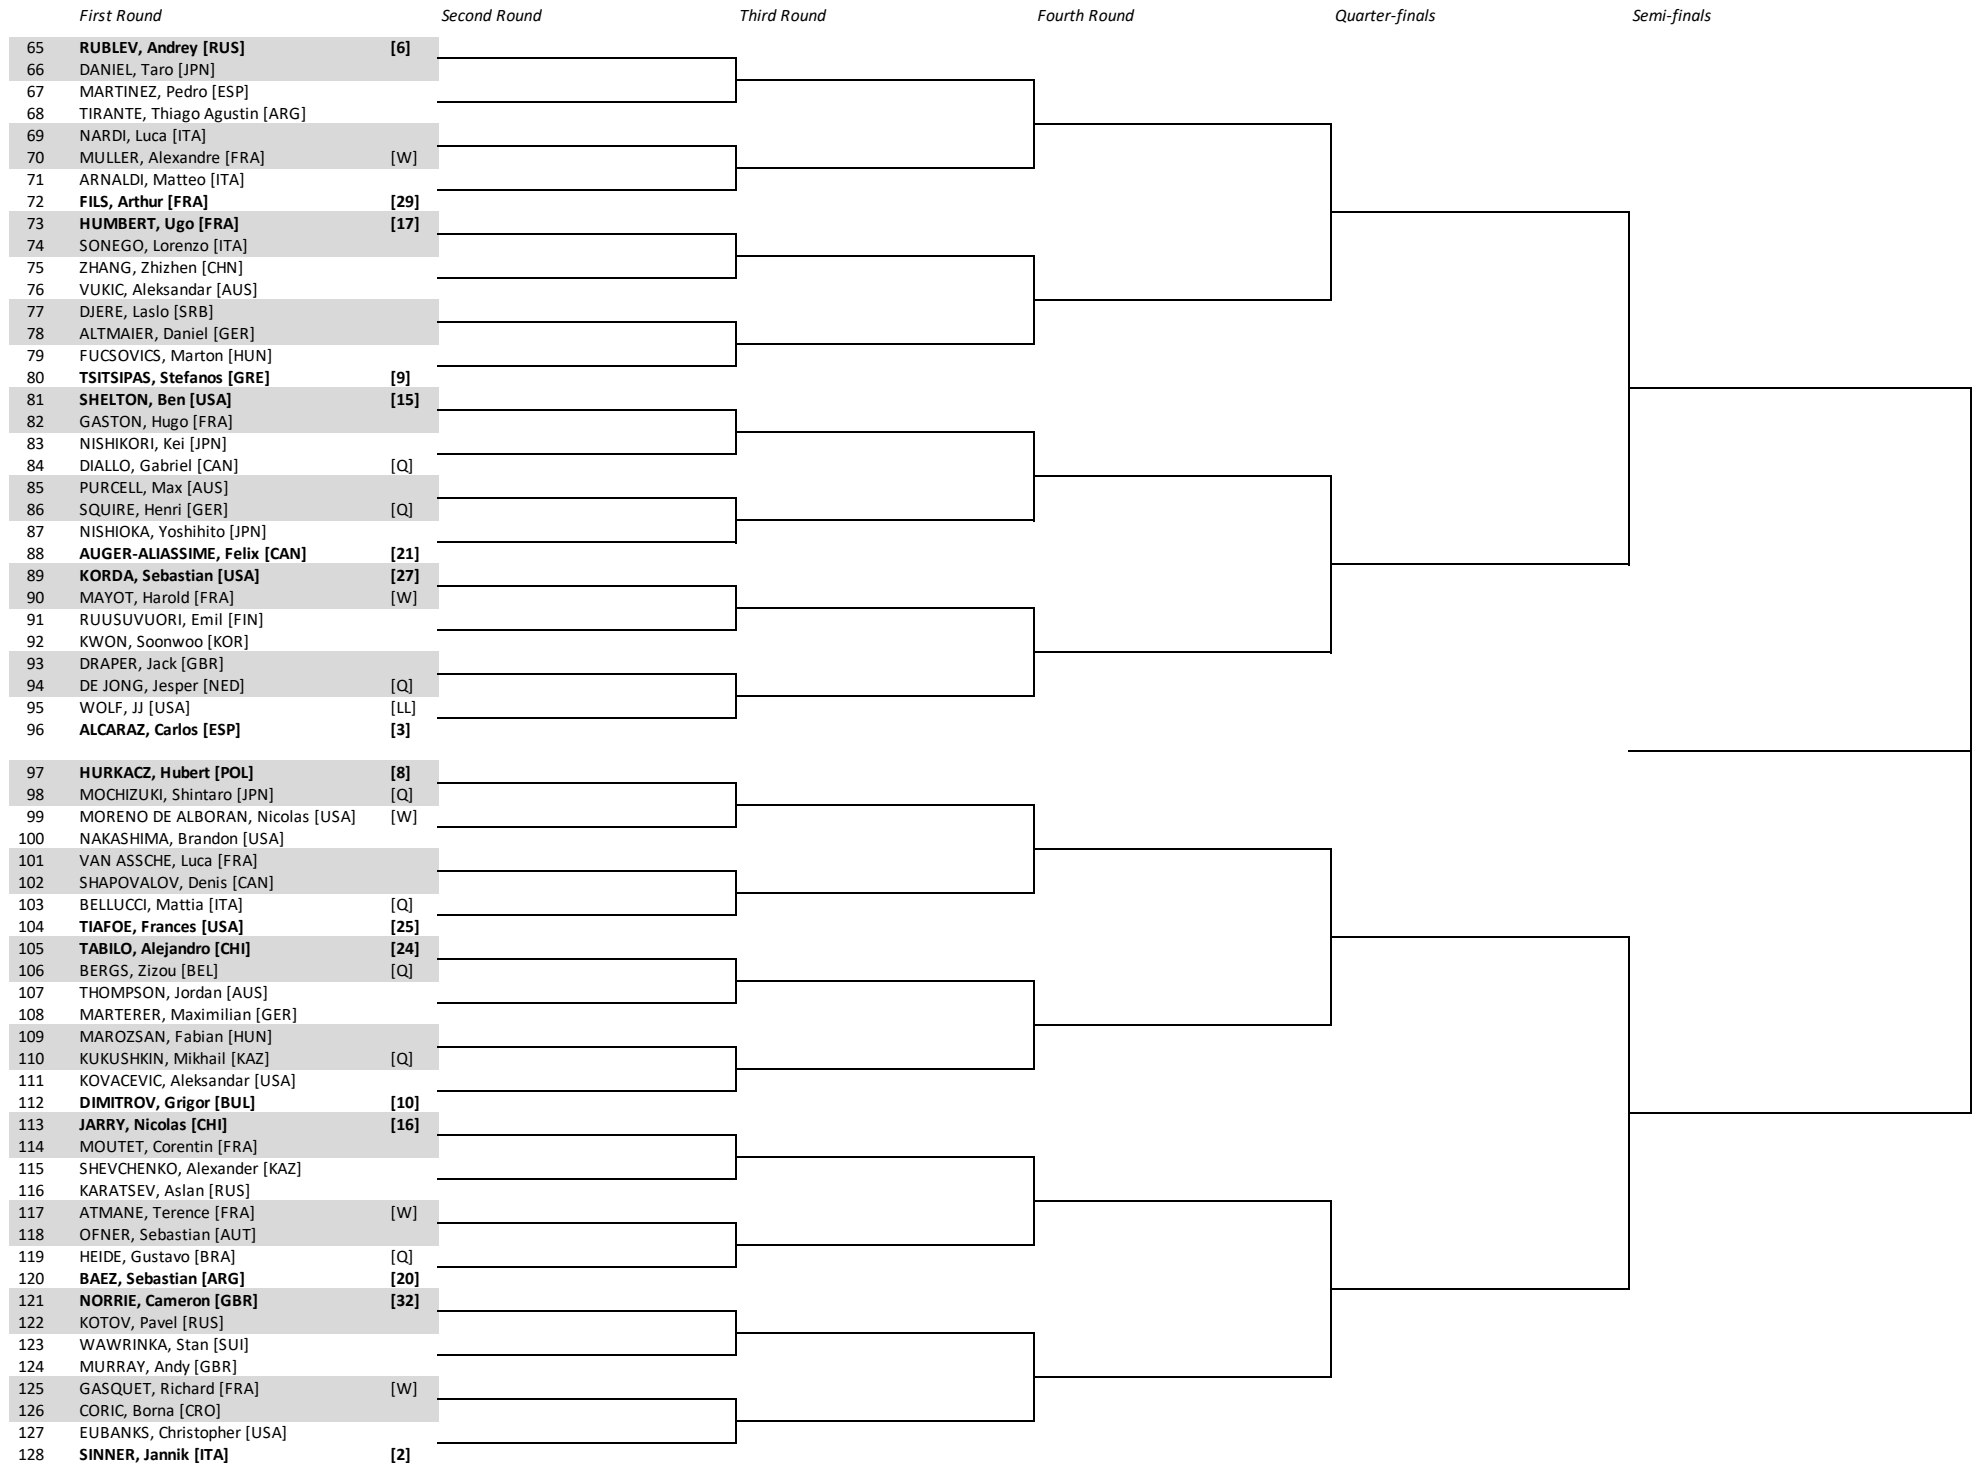 First Round Second Round Third Round Fourth Round Quarter-finals Semi-finals
65 RUBLEV, Andrey [RUS] [6]
66 DANIEL, Taro [JPN]
67 MARTINEZ, Pedro [ESP]
68 TIRANTE, Thiago Agustin [ARG]
69 NARDI, Luca [ITA]
70 MULLER, Alexandre [FRA] [W]
71 ARNALDI, Matteo [ITA]
72 FILS, Arthur [FRA] [29]
73 HUMBERT, Ugo [FRA] [17]
74 SONEGO, Lorenzo [ITA]
75 ZHANG, Zhizhen [CHN]
76 VUKIC, Aleksandar [AUS]
77 DJERE, Laslo [SRB]
78 ALTMAIER, Daniel [GER]
79 FUCSOVICS, Marton [HUN]
80 TSITSIPAS, Stefanos [GRE] [9]
81 SHELTON, Ben [USA] [15]
82 GASTON, Hugo [FRA]
83 NISHIKORI, Kei [JPN]
84 DIALLO, Gabriel [CAN] [Q]
85 PURCELL, Max [AUS]
86 SQUIRE, Henri [GER] [Q]
87 NISHIOKA, Yoshihito [JPN]
88 AUGER-ALIASSIME, Felix [CAN] [21]
89 KORDA, Sebastian [USA] [27]
90 MAYOT, Harold [FRA] [W]
91 RUUSUVUORI, Emil [FIN]
92 KWON, Soonwoo [KOR]
93 DRAPER, Jack [GBR]
94 DE JONG, Jesper [NED] [Q]
95 WOLF, JJ [USA] [LL]
96 ALCARAZ, Carlos [ESP] [3]
97 HURKACZ, Hubert [POL] [8]
98 MOCHIZUKI, Shintaro [JPN] [Q]
99 MORENO DE ALBORAN, Nicolas [USA] [W]
100 NAKASHIMA, Brandon [USA]
101 VAN ASSCHE, Luca [FRA]
102 SHAPOVALOV, Denis [CAN]
103 BELLUCCI, Mattia [ITA] [Q]
104 TIAFOE, Frances [USA] [25]
105 TABILO, Alejandro [CHI] [24]
106 BERGS, Zizou [BEL] [Q]
107 THOMPSON, Jordan [AUS]
108 MARTERER, Maximilian [GER]
109 MAROZSAN, Fabian [HUN]
110 KUKUSHKIN, Mikhail [KAZ] [Q]
111 KOVACEVIC, Aleksandar [USA]
112 DIMITROV, Grigor [BUL] [10]
113 JARRY, Nicolas [CHI] [16]
114 MOUTET, Corentin [FRA]
115 SHEVCHENKO, Alexander [KAZ]
116 KARATSEV, Aslan [RUS]
117 ATMANE, Terence [FRA] [W]
118 OFNER, Sebastian [AUT]
119 HEIDE, Gustavo [BRA] [Q]
120 BAEZ, Sebastian [ARG] [20]
121 NORRIE, Cameron [GBR] [32]
122 KOTOV, Pavel [RUS]
123 WAWRINKA, Stan [SUI]
124 MURRAY, Andy [GBR]
125 GASQUET, Richard [FRA] [W]
126 CORIC, Borna [CRO]
127 EUBANKS, Christopher [USA]
128 SINNER, Jannik [ITA] [2]